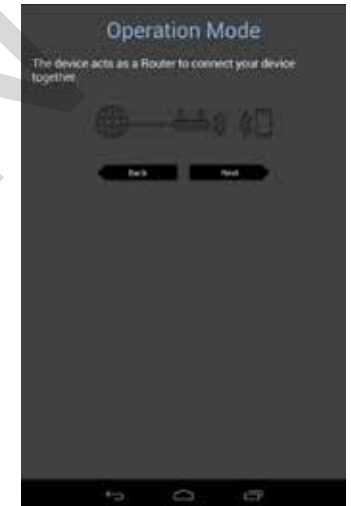 Operation Mode
The device acts as a Router to connect your device
together
Back
Next